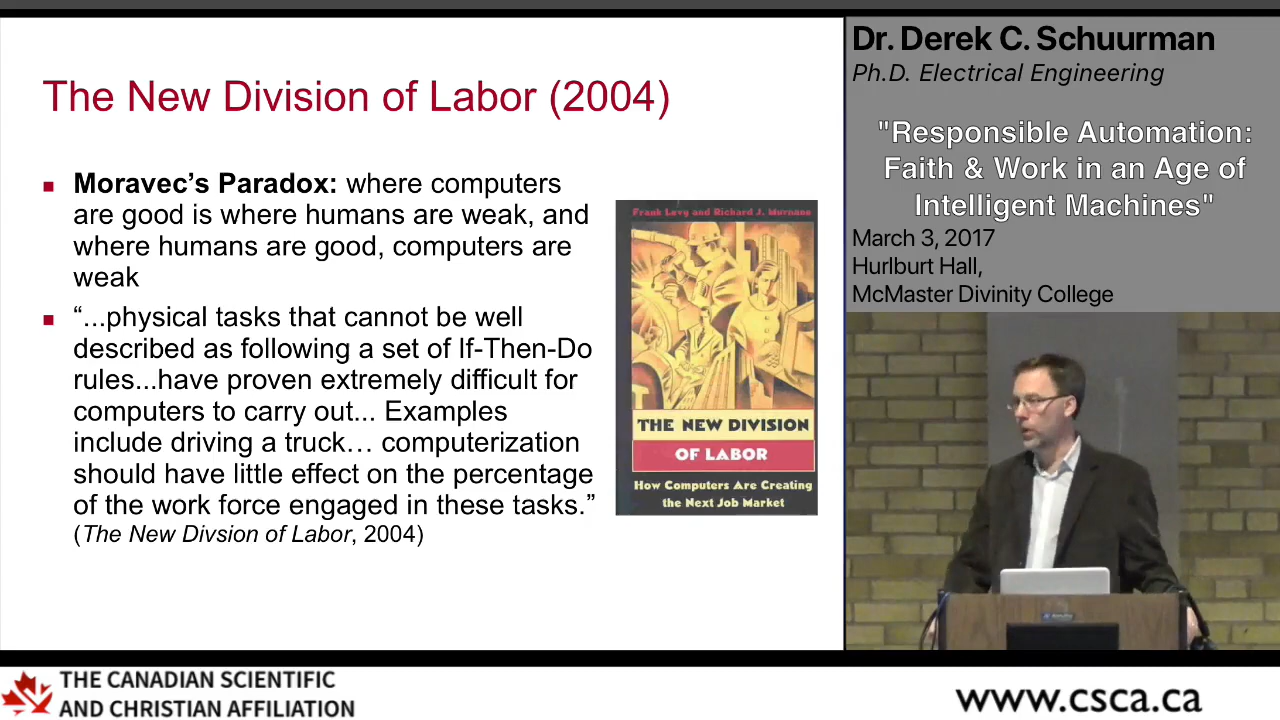 The New Division of Labor (2004)
Moravec’s Paradox: where computers
are good is where humans are weak, and
where humans are good, computers are
weak
“...physical tasks that cannot be well
described as following a set of If-Then-Do
rules...have proven extremely difficult for
computers to carry out... Examples
include driving a truck… computerization
should have little effect on the percentage
of the work force engaged in these tasks.”
(The New Divsion of Labor, 2004)
Frank Levy and Richard J. Murnane
THE NEW DIVISION
OF LABOR
How Computers Are Creating
the Next Job Market
Dr. Derek C. Schuurman
Ph.D. Electrical Engineering
"Responsible Automation:
Faith & Work in an Age of
Intelligent Machines"
March 3, 2017
Hurlburt Hall,
McMaster Divinity College
THE CANADIAN SCIENTIFIC
AND CHRISTIAN AFFILIATION
www.csca.ca